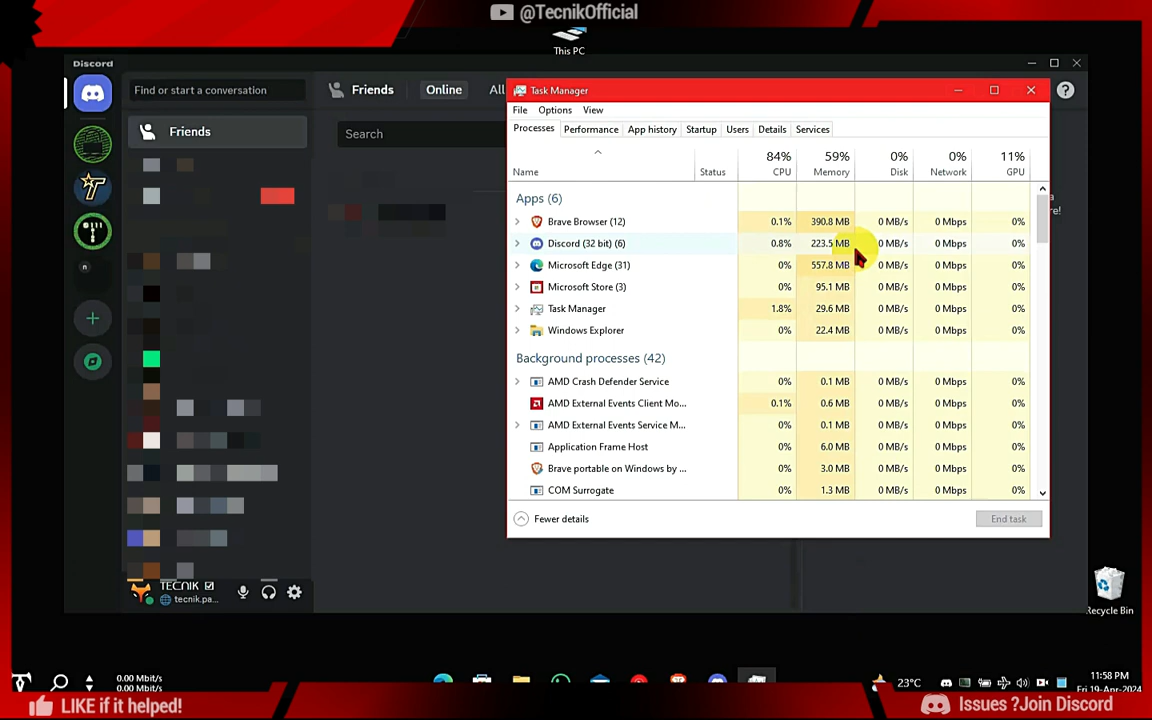 @TecnikOfficial
This PC
Discord
Find or start a conversation
Friends
Online
All
Friends
Search
Task Manager
File Options View
Processes Performance App history Startup Users Details Services
84% 59% 0% 0% 11%
Name Status CPU Memory Disk Network GPU
Apps (6)
Brave Browser (12) 0.1% 390.8 MB 0 MB/s 0 Mbps 0%
Discord (32 bit) (6) 0.8% 223.5 MB 0 MB/s 0 Mbps 0%
Microsoft Edge (31) 0% 557.8 MB 0 MB/s 0 Mbps 0%
Microsoft Store (3) 0% 95.1 MB 0 MB/s 0 Mbps 0%
Task Manager 1.8% 29.6 MB 0 MB/s 0 Mbps 0%
Windows Explorer 0% 22.4 MB 0 MB/s 0 Mbps 0%
Background processes (42)
AMD Crash Defender Service 0% 0.1 MB 0 MB/s 0 Mbps 0%
AMD External Events Client Mo... 0.1% 0.6 MB 0 MB/s 0 Mbps 0%
AMD External Events Service M... 0% 0.1 MB 0 MB/s 0 Mbps 0%
Application Frame Host 0% 6.0 MB 0 MB/s 0 Mbps 0%
Brave portable on Windows by ... 0% 3.0 MB 0 MB/s 0 Mbps 0%
COM Surrogate 0% 1.3 MB 0 MB/s 0 Mbps 0%
Fewer details
End task
TECNIK
tecnik.pa...
Recycle Bin
0.00 Mbit/s
0.00 Mbit/s
23°C
11:58 PM
Fri 19-Apr-2024
LIKE if it helped!
Issues ?Join Discord